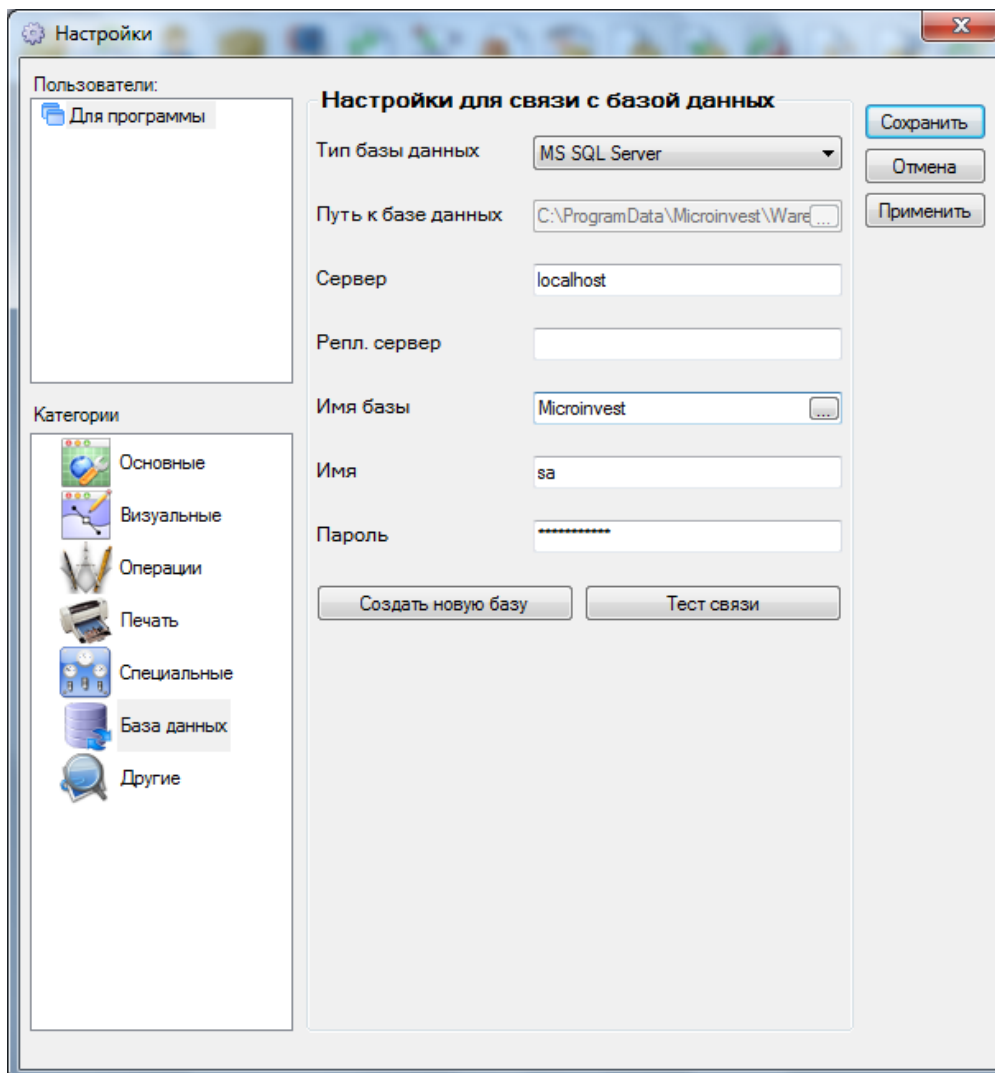 Настройки
X
Пользователи:
Для программы
Категории
Основные
Визуальные
Операции
Печать
Специальные
База данных
Другие
Настройки для связи с базой данных
Тип базы данных
MS SQL Server
Путь к базе данных
C:\ProgramData\Microinvest\Ware
...
Сервер
localhost
Репл. сервер
Имя базы
Microinvest
...
Имя
sa
Пароль
***********
Создать новую базу
Тест связи
Сохранить
Отмена
Применить